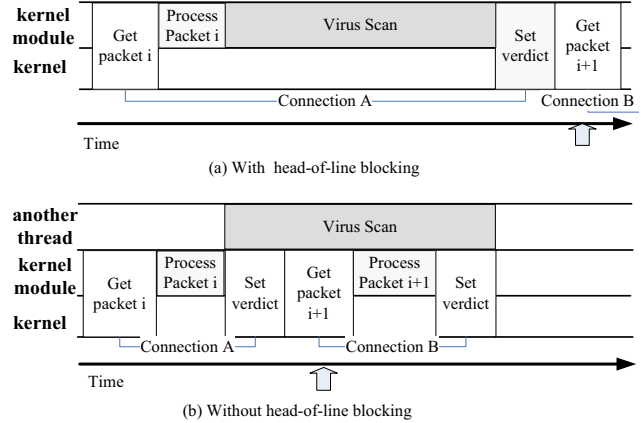 kernel
module
kernel
Get
packet i
Process
Packet i
Virus Scan
Set
verdict
Get
packet
i+1
Connection A
Connection B
Time
(a) With head-of-line blocking
another
thread
kernel
module
kernel
Virus Scan
Get
packet i
Process
Packet i
Set
verdict
Get
packet
i+1
Process
Packet i+1
Set
verdict
Connection A
Connection B
Time
(b) Without head-of-line blocking